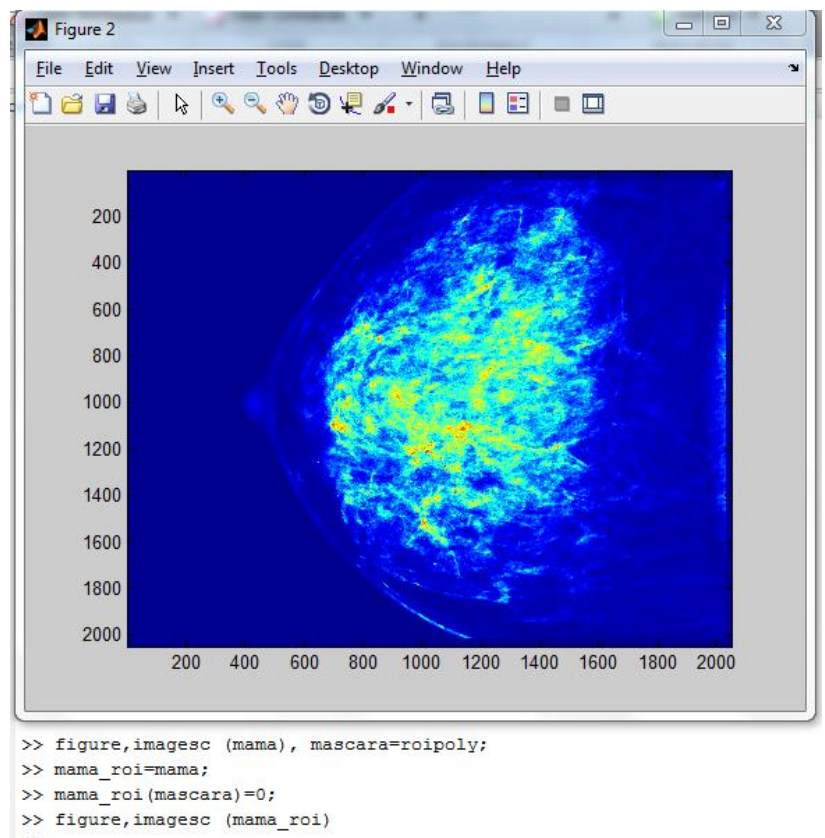 Figure 2
File Edit View Insert Tools Desktop Window Help
200
400
600
800
1000
1200
1400
1600
1800
2000
200 400 600 800 1000 1200 1400 1600 1800 2000
>> figure,imagesc (mama), mascara=roipoly;
>> mama_roi=mama;
>> mama_roi(mascara)=0;
>> figure,imagesc (mama_roi)